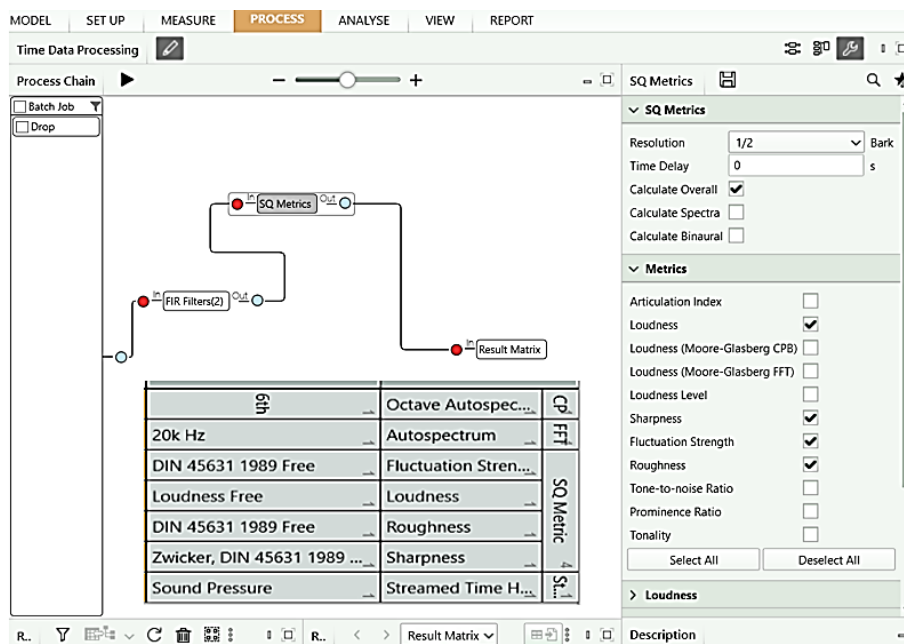 MODEL SET UP MEASURE PROCESS ANALYSE VIEW REPORT
Time Data Processing
Process Chain
Batch Job
Drop
In SQ Metrics Out
In FIR Filters(2) Out
In Result Matrix
6th Octave Autospec... CP
20k Hz Autospectrum FFT
DIN 45631 1989 Free Fluctuation Stren...
Loudness Free Loudness
DIN 45631 1989 Free Roughness
Zwicker, DIN 45631 1989 ... Sharpness
SQ Metric 4
Sound Pressure Streamed Time H... St...
R.. R.. Result Matrix
SQ Metrics
SQ Metrics
Resolution 1/2 Bark
Time Delay 0 s
Calculate Overall
Calculate Spectra
Calculate Binaural
Metrics
Articulation Index
Loudness
Loudness (Moore-Glasberg CPB)
Loudness (Moore-Glasberg FFT)
Loudness Level
Sharpness
Fluctuation Strength
Roughness
Tone-to-noise Ratio
Prominence Ratio
Tonality
Select All Deselect All
Loudness
Description